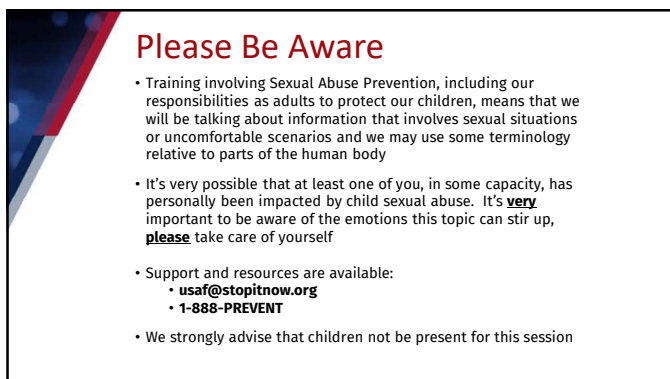 Please Be Aware
• Training involving Sexual Abuse Prevention, including our
responsibilities as adults to protect our children, means that we
will be talking about information that involves sexual situations
or uncomfortable scenarios and we may use some terminology
relative to parts of the human body
• It's very possible that at least one of you, in some capacity, has
personally been impacted by child sexual abuse.  It's very
important to be aware of the emotions this topic can stir up,
please take care of yourself
• Support and resources are available:
• usaf@stopitnow.org
• 1-888-PREVENT
• We strongly advise that children not be present for this session